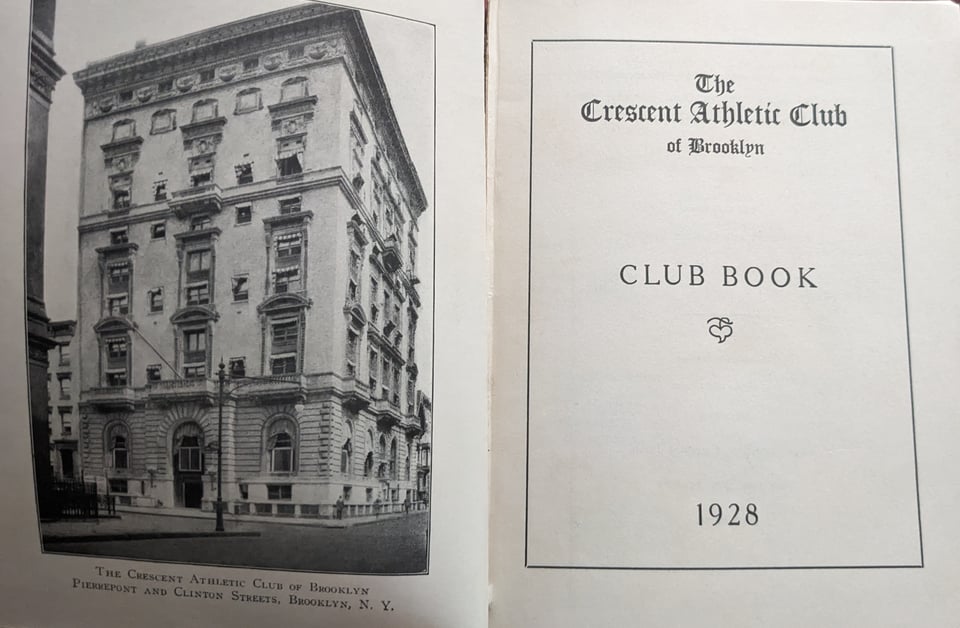 The Crescent Athletic Club of Brooklyn
Pierrepont and Clinton Streets, Brooklyn, N. Y.
The
Crescent Athletic Club
of Brooklyn
CLUB BOOK
1928